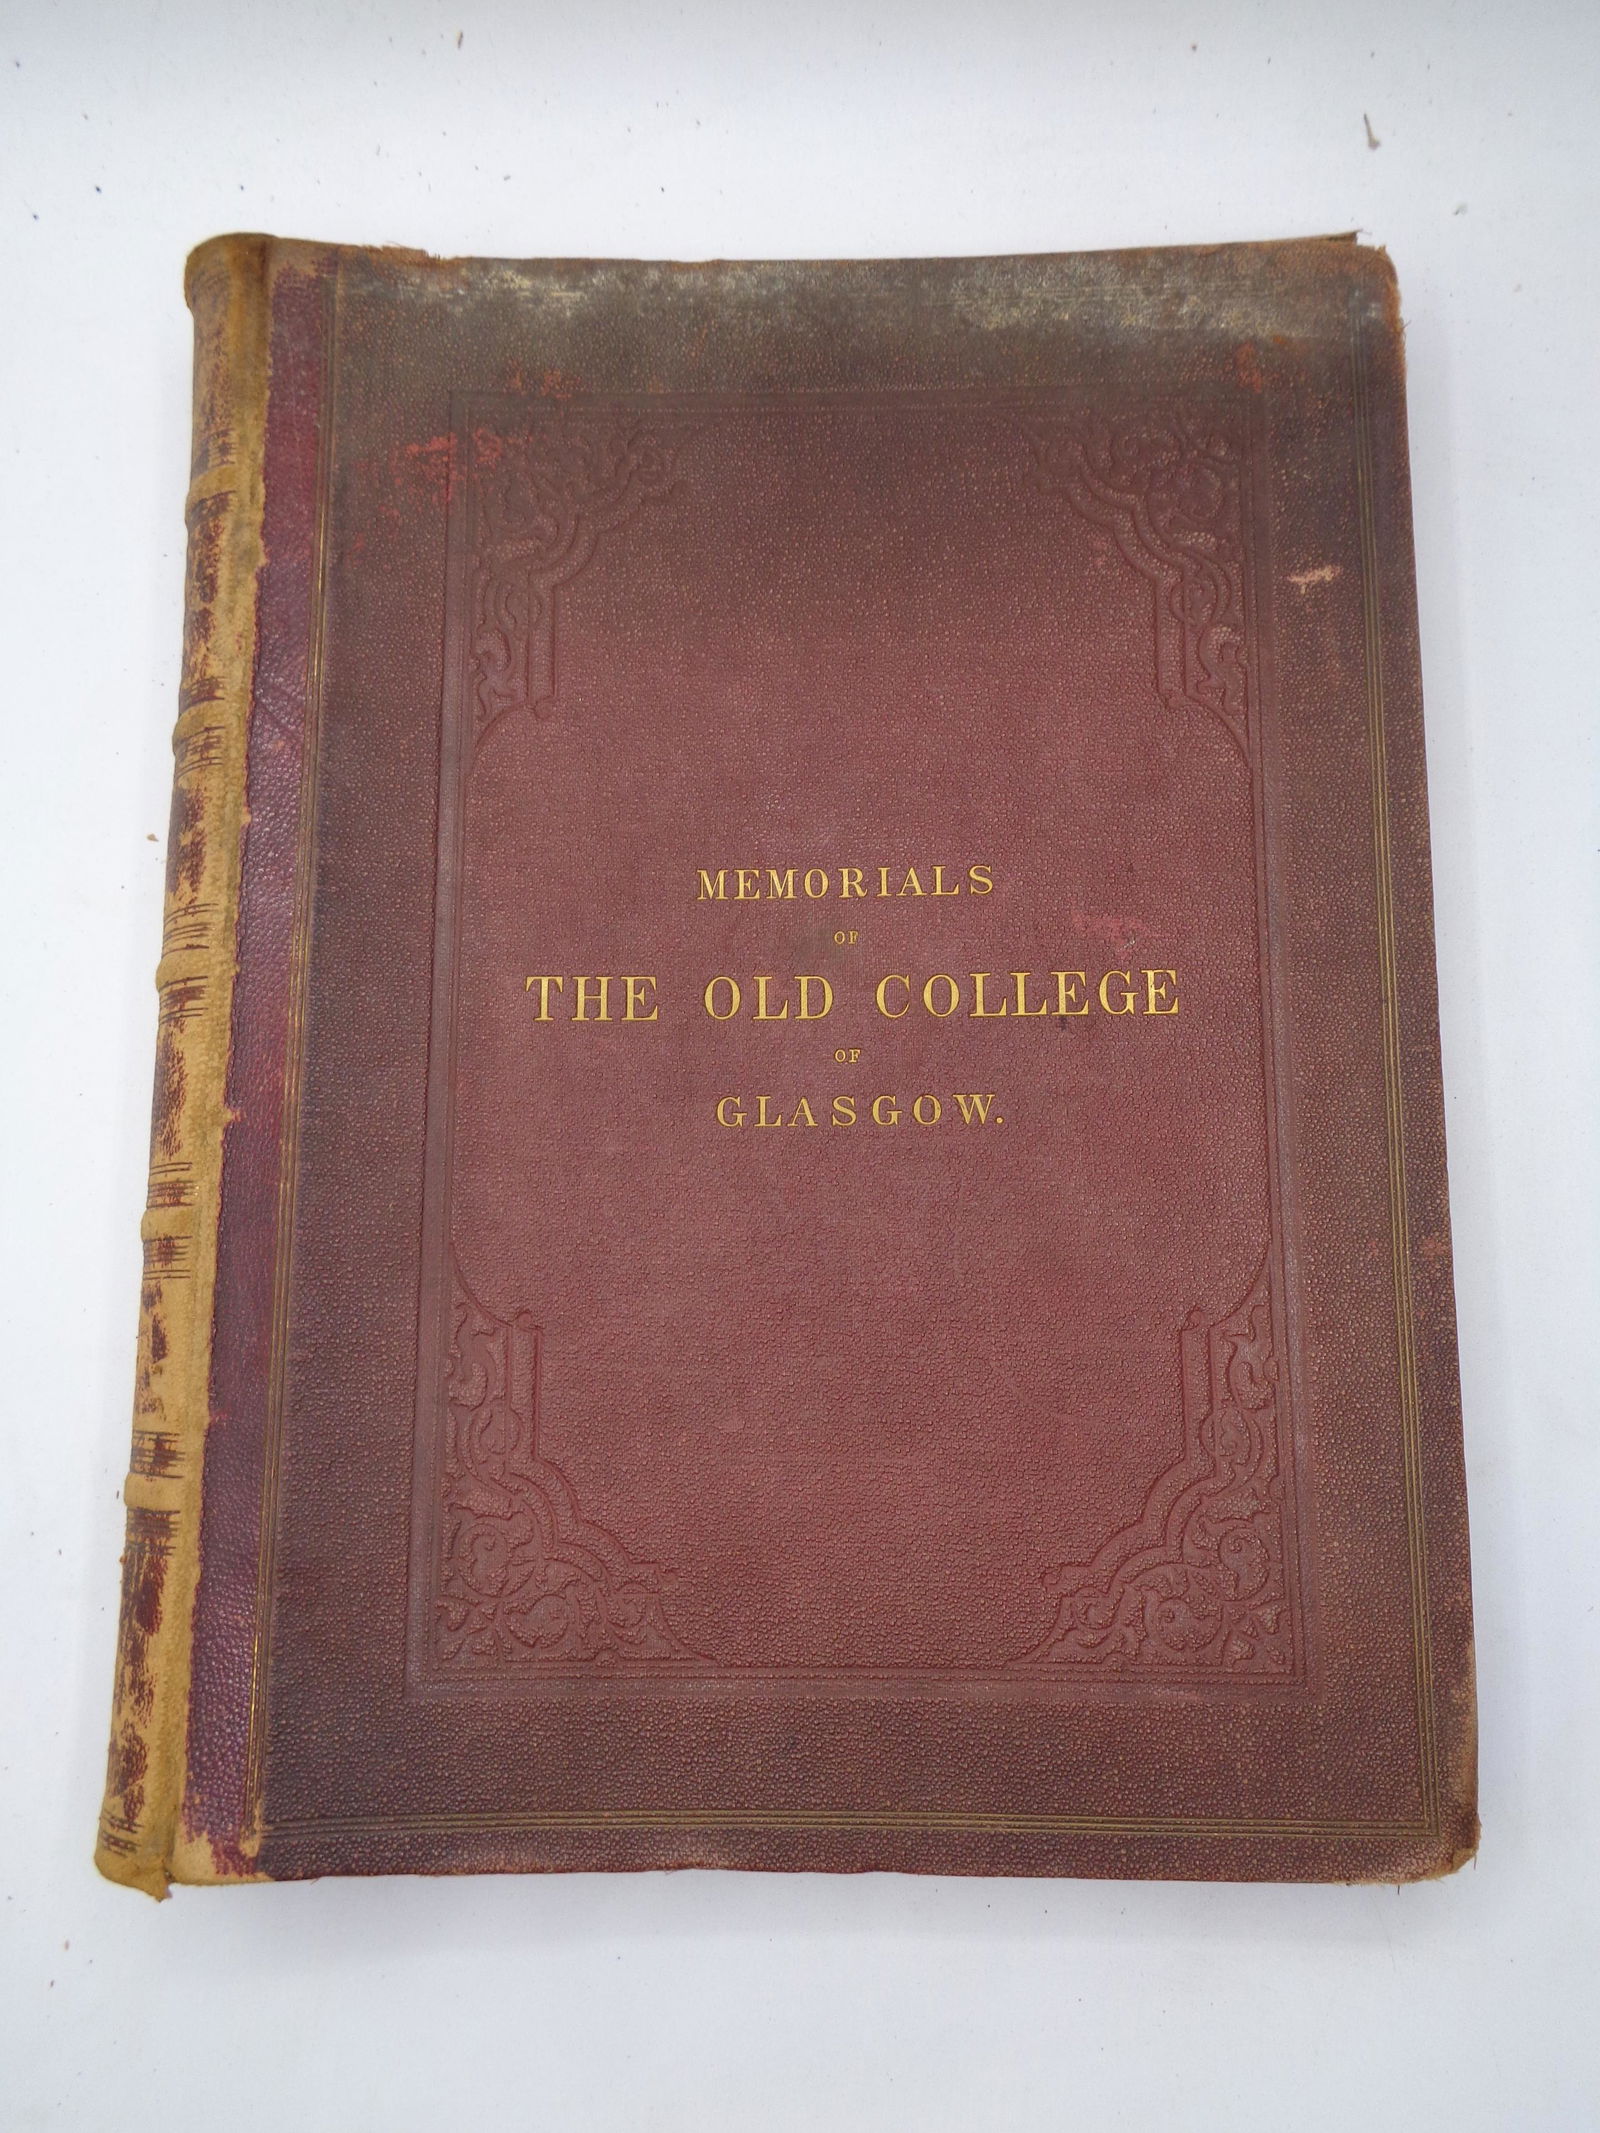 MEMORIALS
OF
THE OLD COLLEGE
OF
GLASGOW.